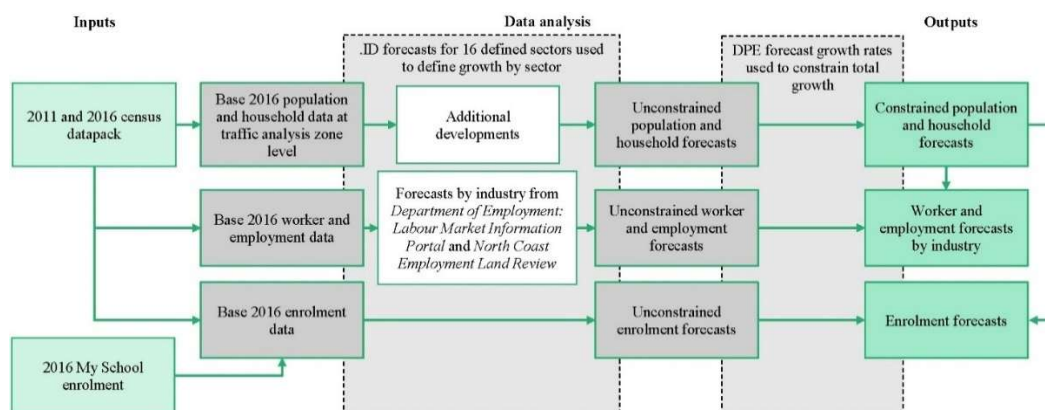 Inputs
Data analysis
Outputs
.ID forecasts for 16 defined sectors used
to define growth by sector
DPE forecast growth rates
used to constrain total
growth
2011 and 2016 census
datapack
Base 2016 population
and household data at
traffic analysis zone
level
Additional
developments
Unconstrained
population and
household forecasts
Constrained population
and household
forecasts
Base 2016 worker
and employment data
Forecasts by industry from
Department of Employment:
Labour Market Information
Portal and North Coast
Employment Land Review
Unconstrained worker
and employment
forecasts
Worker and
employment forecasts
by industry
Base 2016 enrolment
data
Unconstrained
enrolment forecasts
Enrolment forecasts
2016 My School
enrolment